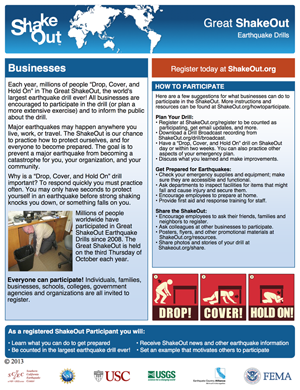 Shake
Out
Great ShakeOut
Earthquake Drills
Businesses
Each year, millions of people "Drop, Cover, and
Hold On" in The Great ShakeOut, the world's
largest earthquake drill ever! All businesses are
encouraged to participate in the drill (or plan a
more extensive exercise) and to inform the public
about the drill.
Major earthquakes may happen anywhere you
live, work, or travel. The ShakeOut is our chance
to practice how to protect ourselves, and for
everyone to become prepared. The goal is to
prevent a major earthquake from becoming a
catastrophe for you, your organization, and your
community.
Why is a "Drop, Cover, and Hold On" drill
important? To respond quickly you must practice
often. You may only have seconds to protect
yourself in an earthquake before strong shaking
knocks you down, or something falls on you.
Millions of people
worldwide have
participated in Great
ShakeOut Earthquake
Drills since 2008. The
Great ShakeOut is held
on the third Thursday of
October each year.
Everyone can participate! Individuals, families,
businesses, schools, colleges, government
agencies and organizations are all invited to
register.
Register today at ShakeOut.org
HOW TO PARTICIPATE
Here are a few suggestions for what businesses can do to
participate in the ShakeOut. More instructions and
resources can be found at ShakeOut.org/howtoparticipate.
Plan Your Drill:
• Register at ShakeOut.org/register to be counted as
participating, get email updates, and more.
• Download a Drill Broadcast recording from
ShakeOut.org/drill/broadcast.
• Have a "Drop, Cover, and Hold On" drill on ShakeOut
day or within two weeks. You can also practice other
aspects of your emergency plan.
• Discuss what you learned and make improvements.
Get Prepared for Earthquakes:
• Check your emergency supplies and equipment; make
sure they are accessible and functional.
• Ask departments to inspect facilities for items that might
fall and cause injury and secure them.
• Encourage employees to prepare at home.
• Provide first aid and response training for staff.
Share the ShakeOut:
• Encourage employees to ask their friends, families and
neighbors to register.
• Ask colleagues at other businesses to participate.
• Posters, flyers, and other promotional materials at
ShakeOut.org/resources.
• Share photos and stories of your drill at
Shakeout.org/share.
DROP! COVER! HOLD ON!
As a registered ShakeOut Participant you will:
• Learn what you can do to get prepared
• Be counted in the largest earthquake drill ever!
• Receive ShakeOut news and other earthquake information
• Set an example that motivates others to participate
© 2013
USC
USGS
FEMA